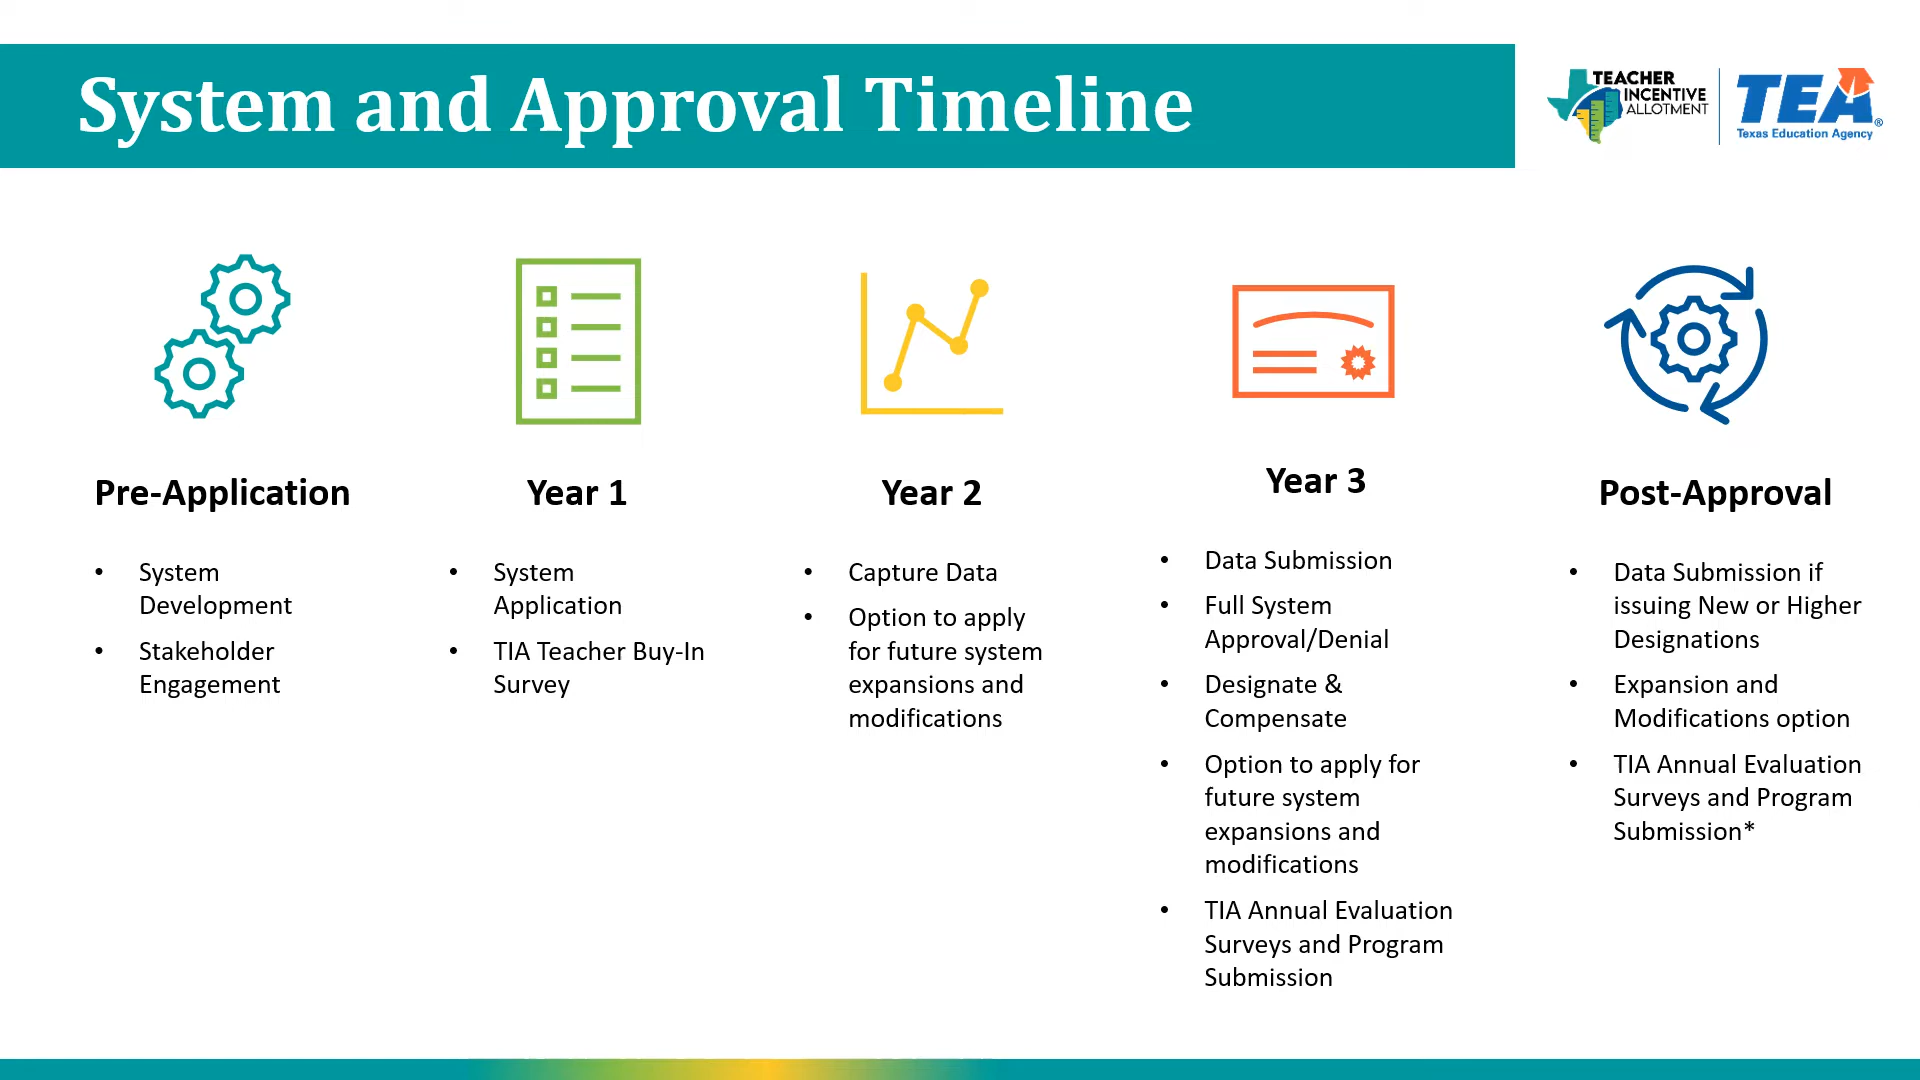 System and Approval Timeline
TEACHER
INCENTIVE
ALLOTMENT
TEA®
Texas Education Agency
Pre-Application
• System
Development
• Stakeholder
Engagement
Year 1
• System
Application
• TIA Teacher Buy-In
Survey
Year 2
• Capture Data
• Option to apply
for future system
expansions and
modifications
Year 3
• Data Submission
• Full System
Approval/Denial
• Designate &
Compensate
• Option to apply for
future system
expansions and
modifications
• TIA Annual Evaluation
Surveys and Program
Submission
Post-Approval
• Data Submission if
issuing New or Higher
Designations
• Expansion and
Modifications option
• TIA Annual Evaluation
Surveys and Program
Submission*